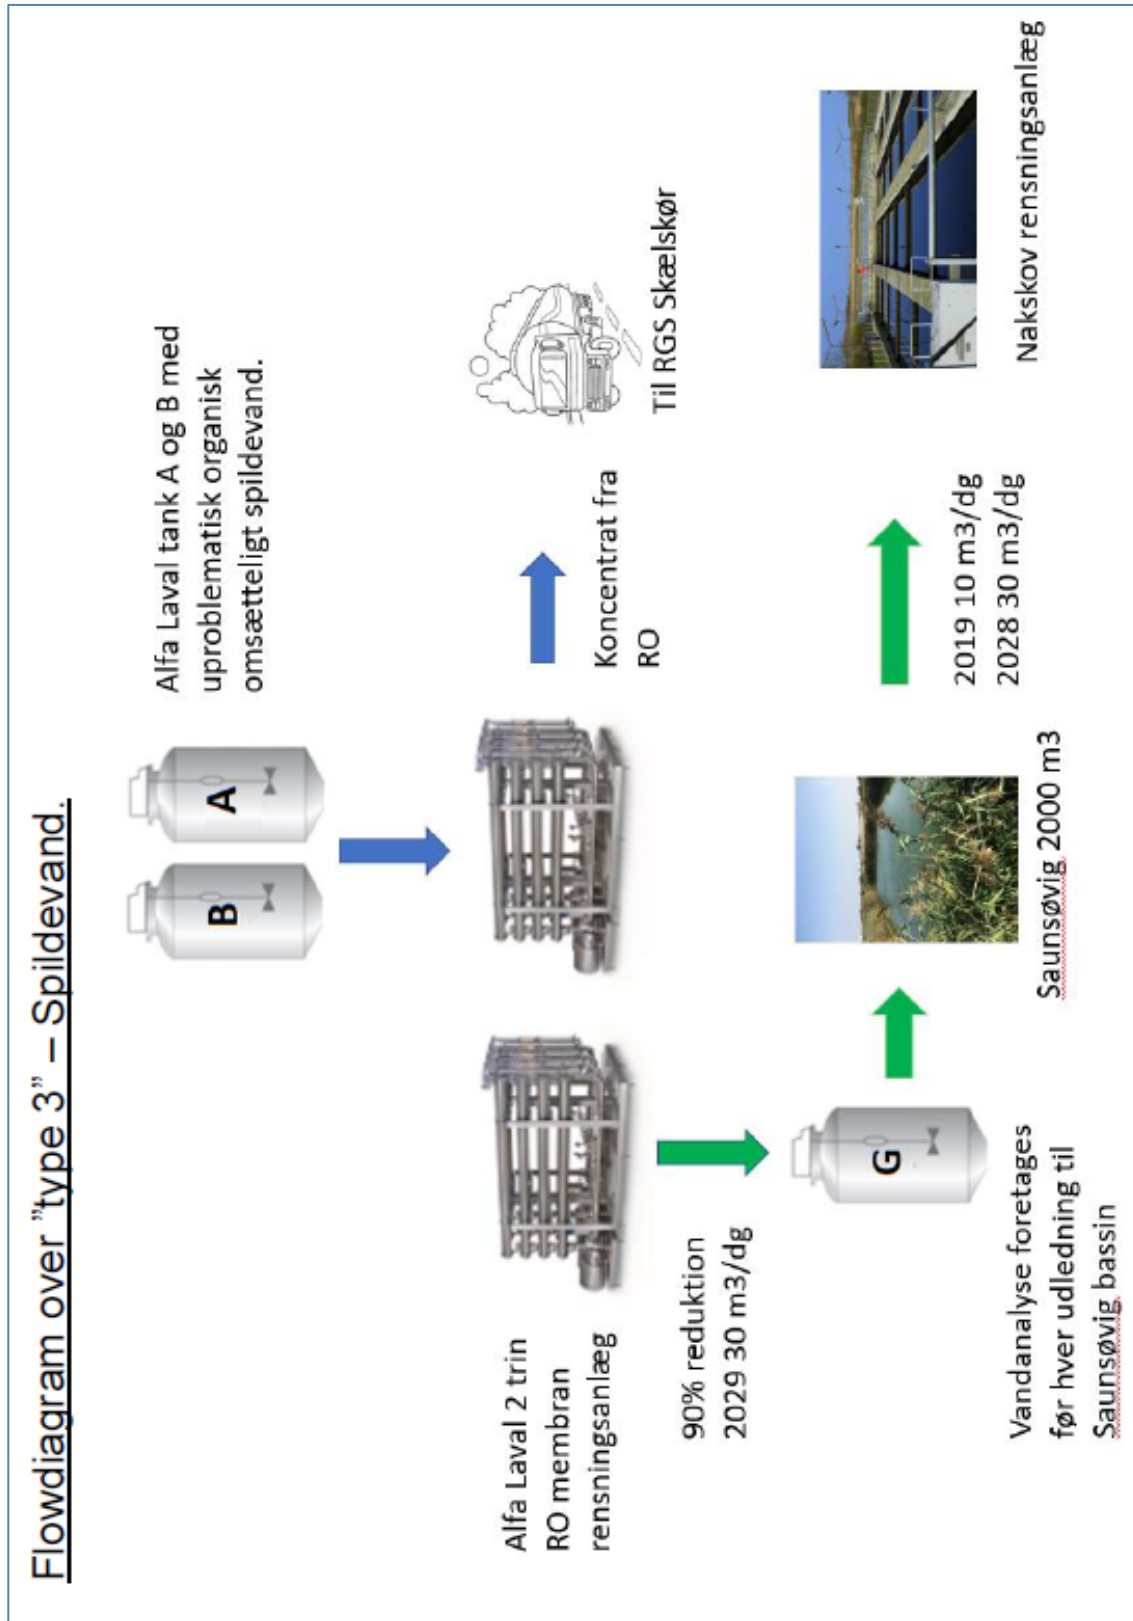 Flowdiagram over ”type 3” – Spildevand.
B
A
Alfa Laval tank A og B med
uproblematisk organisk
omsætteligt spildevand.
Alfa Laval 2 trin
RO membran
rensningsanlæg
Koncentrat fra
RO
Til RGS Skælskør
90% reduktion
2029 30 m3/dg
G
Vandanalyse foretages
før hver udledning til
Saunsøvig bassin
Saunsøvig 2000 m3
2019 10 m3/dg
2028 30 m3/dg
Nakskov rensningsanlæg